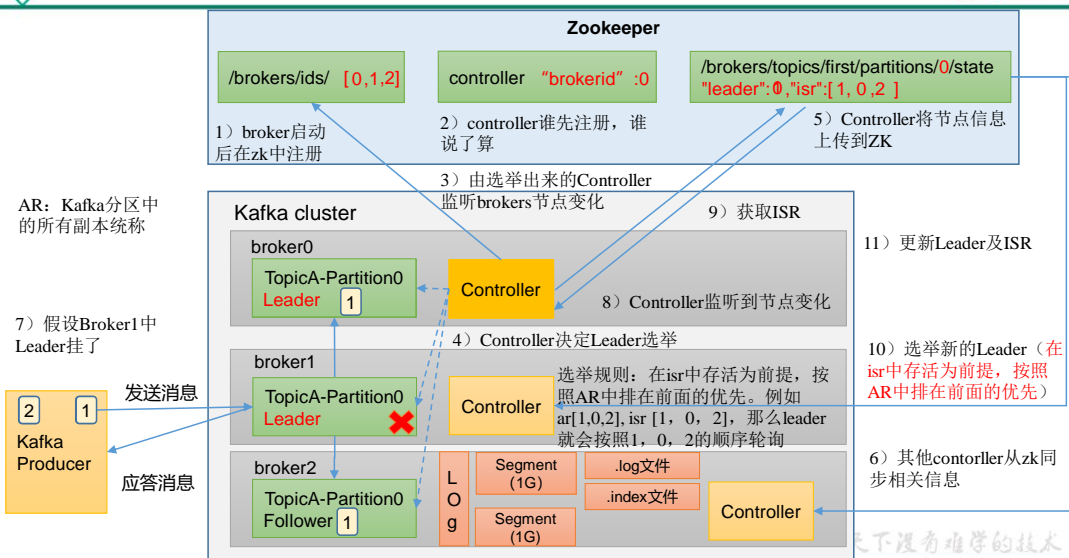 Zookeeper
/brokers/ids/ [0,1,2]
controller “brokerid” :0
/brokers/topics/first/partitions/0/state
"leader": ,"isr":[ 1, 0 ,2 ]
1）broker启动
后在zk中注册
2）controller谁先注册，谁
说了算
5）Controller将节点信息
上传到ZK
3）由选举出来的Controller
监听brokers节点变化
AR：Kafka分区中
的所有副本统称
Kafka cluster
9）获取ISR
11）更新Leader及ISR
broker0
TopicA-Partition0
Leader
1
Controller
8）Controller监听到节点变化
7）假设Broker1中
Leader挂了
4）Controller决定Leader选举
10）选举新的Leader（在
isr中存活为前提，按照
AR中排在前面的优先）
broker1
TopicA-Partition0
Leader
Controller
选举规则：在isr中存活为前提，按
照AR中排在前面的优先。例如
ar[1,0,2], isr [1，0，2]，那么leader
就会按照1，0，2的顺序轮询
发送消息
2 1
Kafka
Producer
应答消息
broker2
TopicA-Partition0
Follower
1
L
O
g
Segment
(1G)
Segment
(1G)
.log文件
.index文件
Controller
6）其他contorller从zk同
步相关信息
天下没有难学的技术